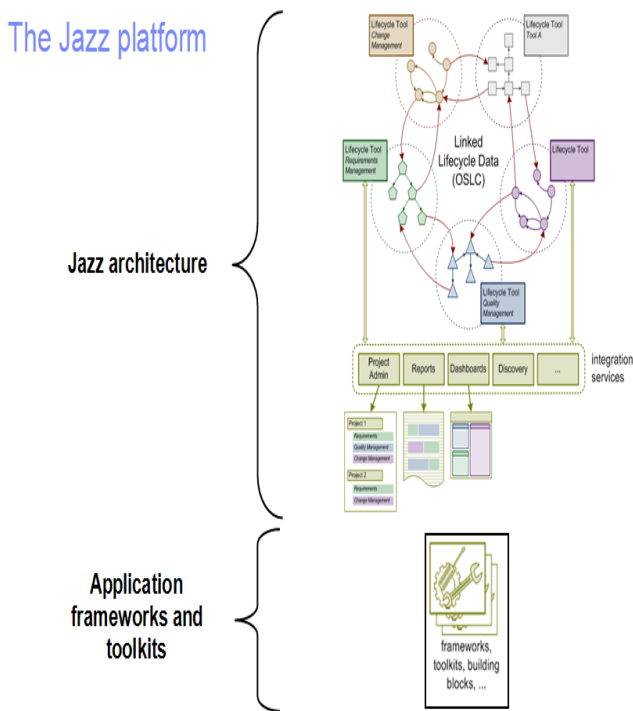 The Jazz platform
Lifecycle Tool
Change
Management
Lifecycle Tool
Tool A
Lifecycle Tool
Requirements
Management
Linked
Lifecycle Data
(OSLC)
Lifecycle Tool
Jazz architecture
Lifecycle Tool
Quality
Management
Project
Admin
Reports
Dashboards
Discovery
...
integration
services
Project 1
Requirements
Quality Management
Change Management
Project 2
Requirements
Change Management
Application
frameworks and
toolkits
frameworks,
toolkits, building
blocks, ...